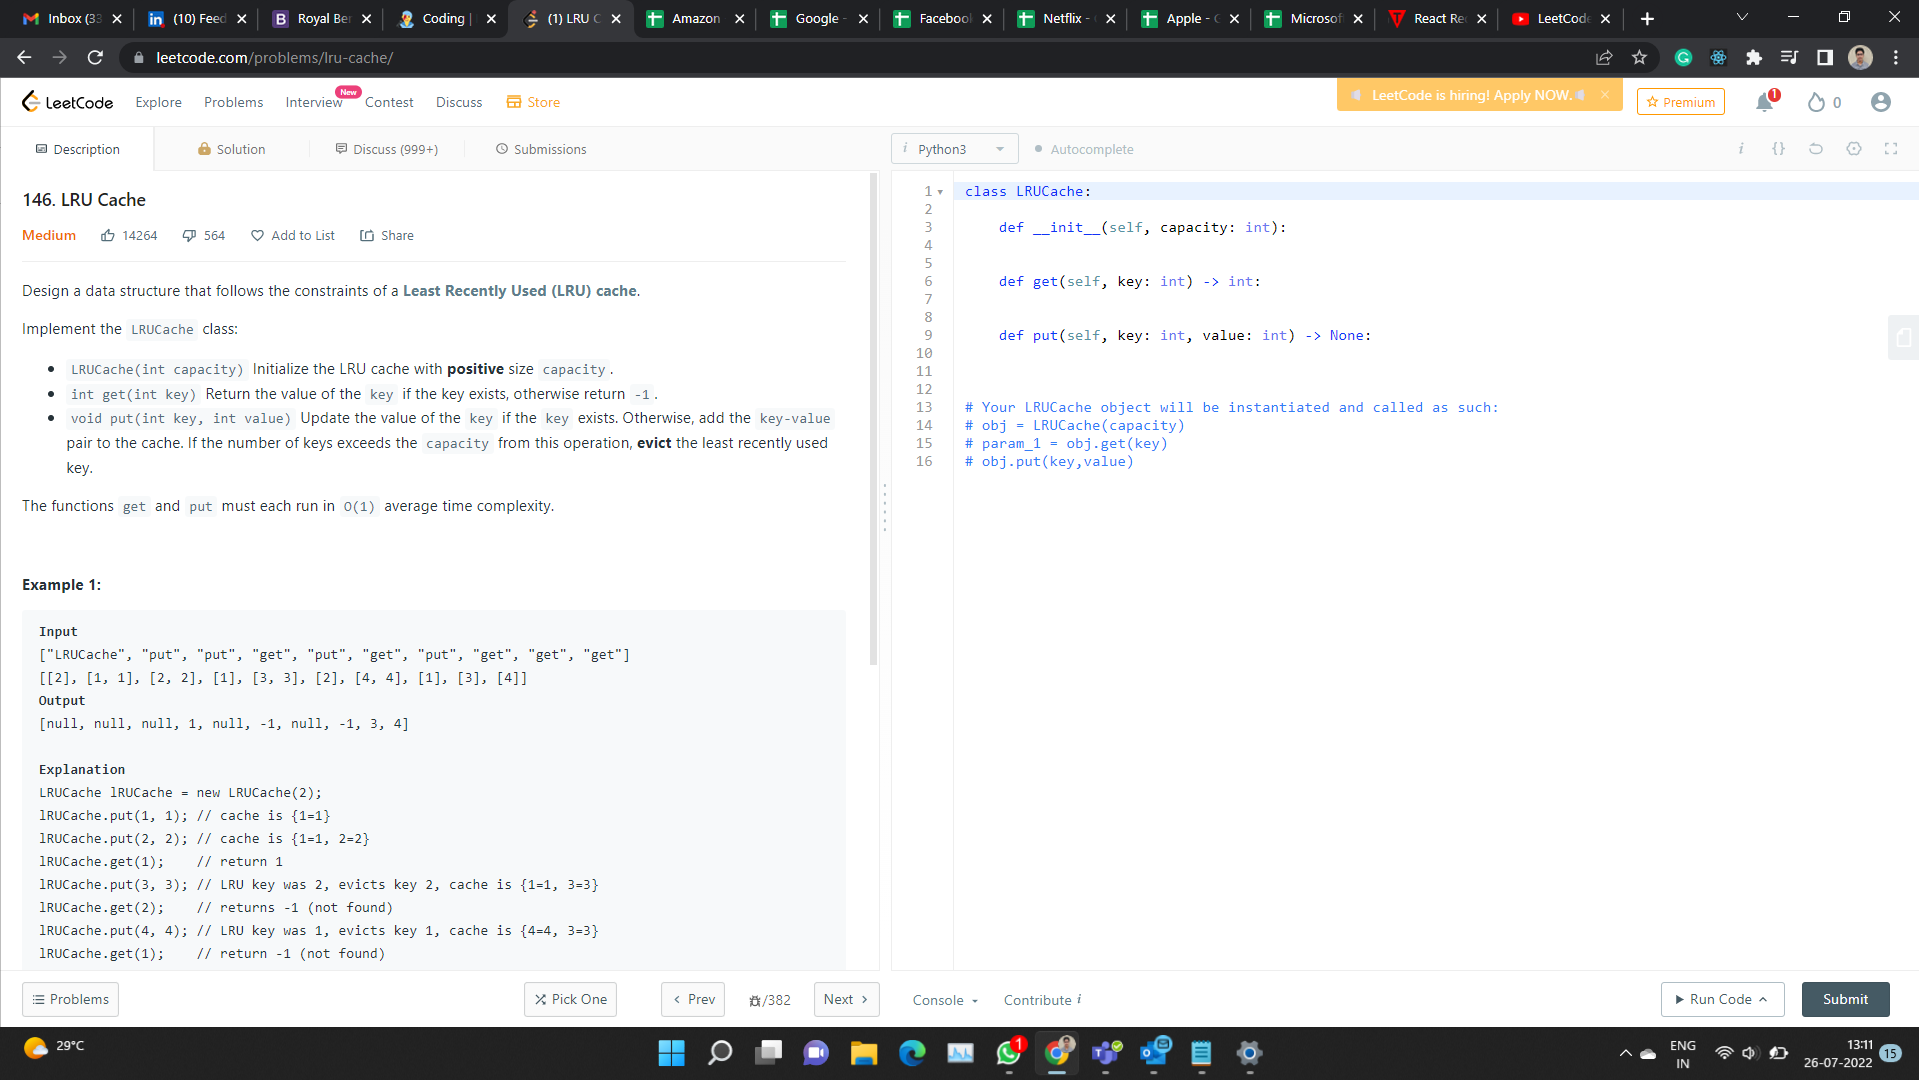 Inbox (33
(10) Feed
Royal Be
Coding |
(1) LRU C
Amazon
Google -
Facebook
Netflix -
Apple - G
Microsof
React Re
LeetCode
leetcode.com/problems/lru-cache/
LeetCode Explore Problems Interview New Contest Discuss Store
LeetCode is hiring! Apply NOW.
Premium
1
0
Description
Solution
Discuss (999+)
Submissions
i Python3
Autocomplete
i {}
146. LRU Cache
Medium 14264 564 Add to List Share
Design a data structure that follows the constraints of a Least Recently Used (LRU) cache.
Implement the LRUCache class:
LRUCache(int capacity) Initialize the LRU cache with positive size capacity.
int get(int key) Return the value of the key if the key exists, otherwise return -1.
void put(int key, int value) Update the value of the key if the key exists. Otherwise, add the key-value
pair to the cache. If the number of keys exceeds the capacity from this operation, evict the least recently used
key.
The functions get and put must each run in O(1) average time complexity.
Example 1:
Input
["LRUCache", "put", "put", "get", "put", "get", "put", "get", "get", "get"]
[[2], [1, 1], [2, 2], [1], [3, 3], [2], [4, 4], [1], [3], [4]]
Output
[null, null, null, 1, null, -1, null, -1, 3, 4]
Explanation
LRUCache lRUCache = new LRUCache(2);
lRUCache.put(1, 1); // cache is {1=1}
lRUCache.put(2, 2); // cache is {1=1, 2=2}
lRUCache.get(1);    // return 1
lRUCache.put(3, 3); // LRU key was 2, evicts key 2, cache is {1=1, 3=3}
lRUCache.get(2);    // returns -1 (not found)
lRUCache.put(4, 4); // LRU key was 1, evicts key 1, cache is {4=4, 3=3}
lRUCache.get(1);    // return -1 (not found)
1 class LRUCache:
2
3     def __init__(self, capacity: int):
4
5
6     def get(self, key: int) -> int:
7
8
9     def put(self, key: int, value: int) -> None:
10
11
12
13 # Your LRUCache object will be instantiated and called as such:
14 # obj = LRUCache(capacity)
15 # param_1 = obj.get(key)
16 # obj.put(key,value)
Problems
Pick One
Prev
/382
Next
Console
Contribute i
Run Code
Submit
29°C
1
ENG
IN
13:11
26-07-2022
15